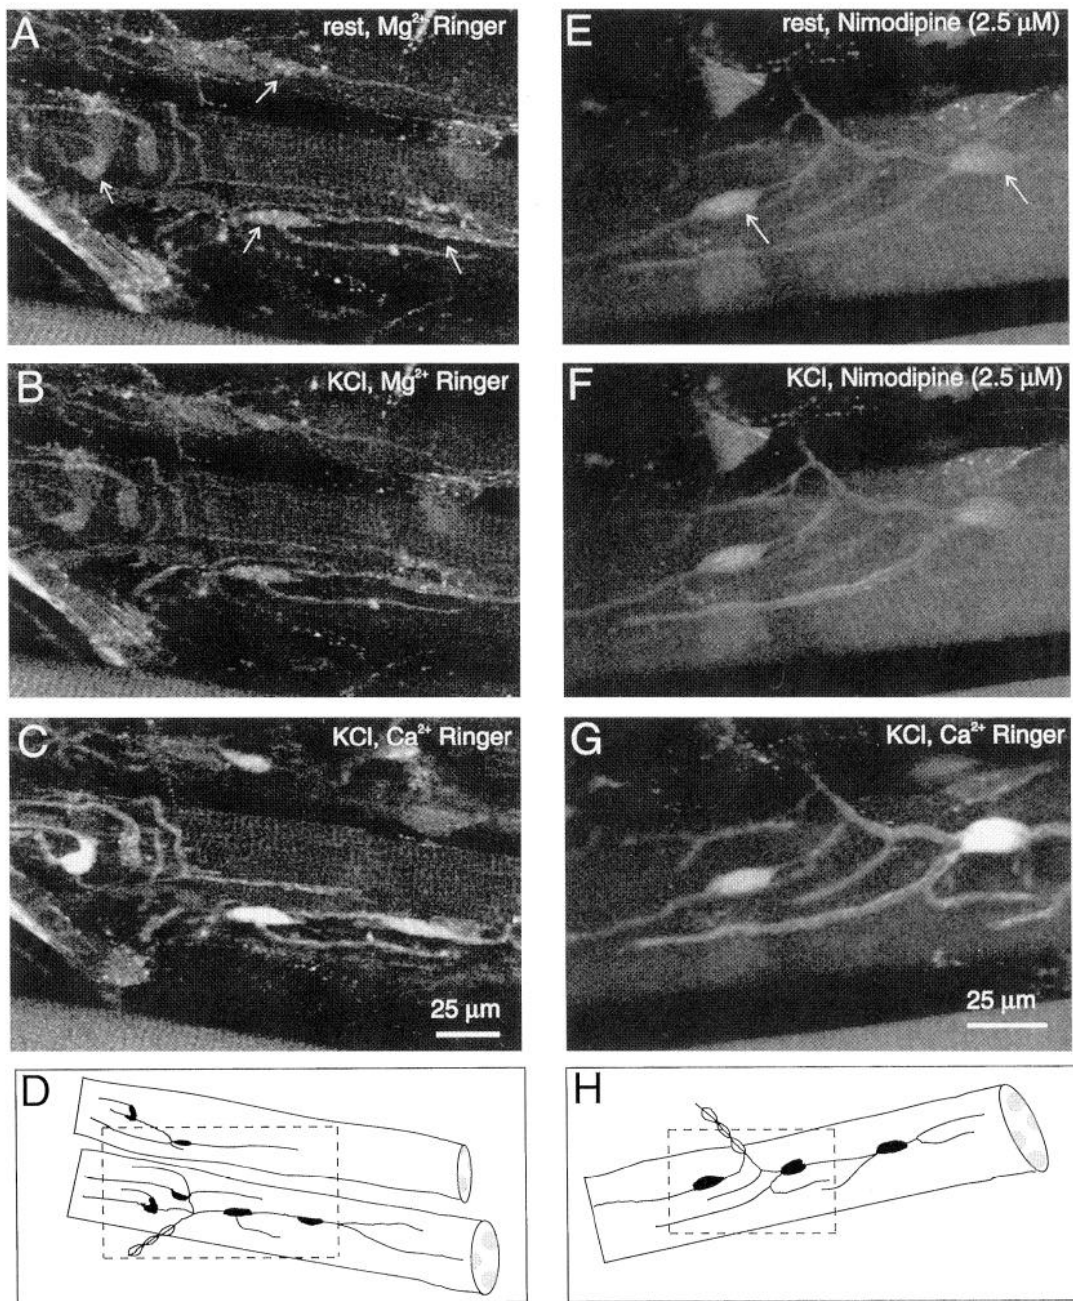 A
rest, Mg²⁺ Ringer
B
KCl, Mg²⁺ Ringer
C
KCl, Ca²⁺ Ringer
25 μm
D
E
rest, Nimodipine (2.5 μM)
F
KCl, Nimodipine (2.5 μM)
G
KCl, Ca²⁺ Ringer
25 μm
H